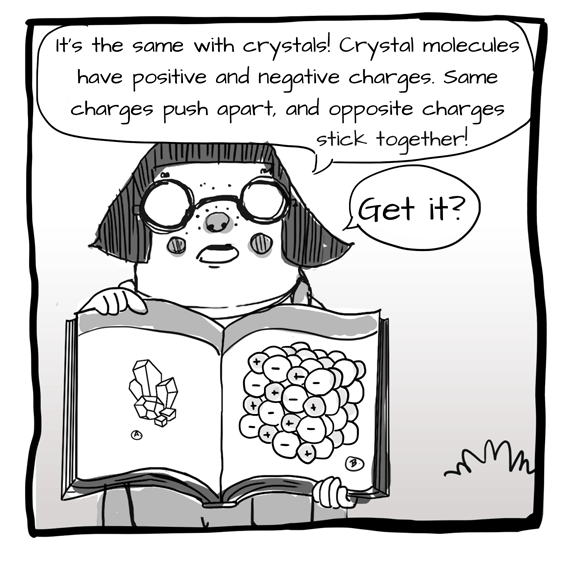 It's the same with crystals! Crystal molecules
have positive and negative charges. Same
charges push apart, and opposite charges
stick together!
Get it?
A
B